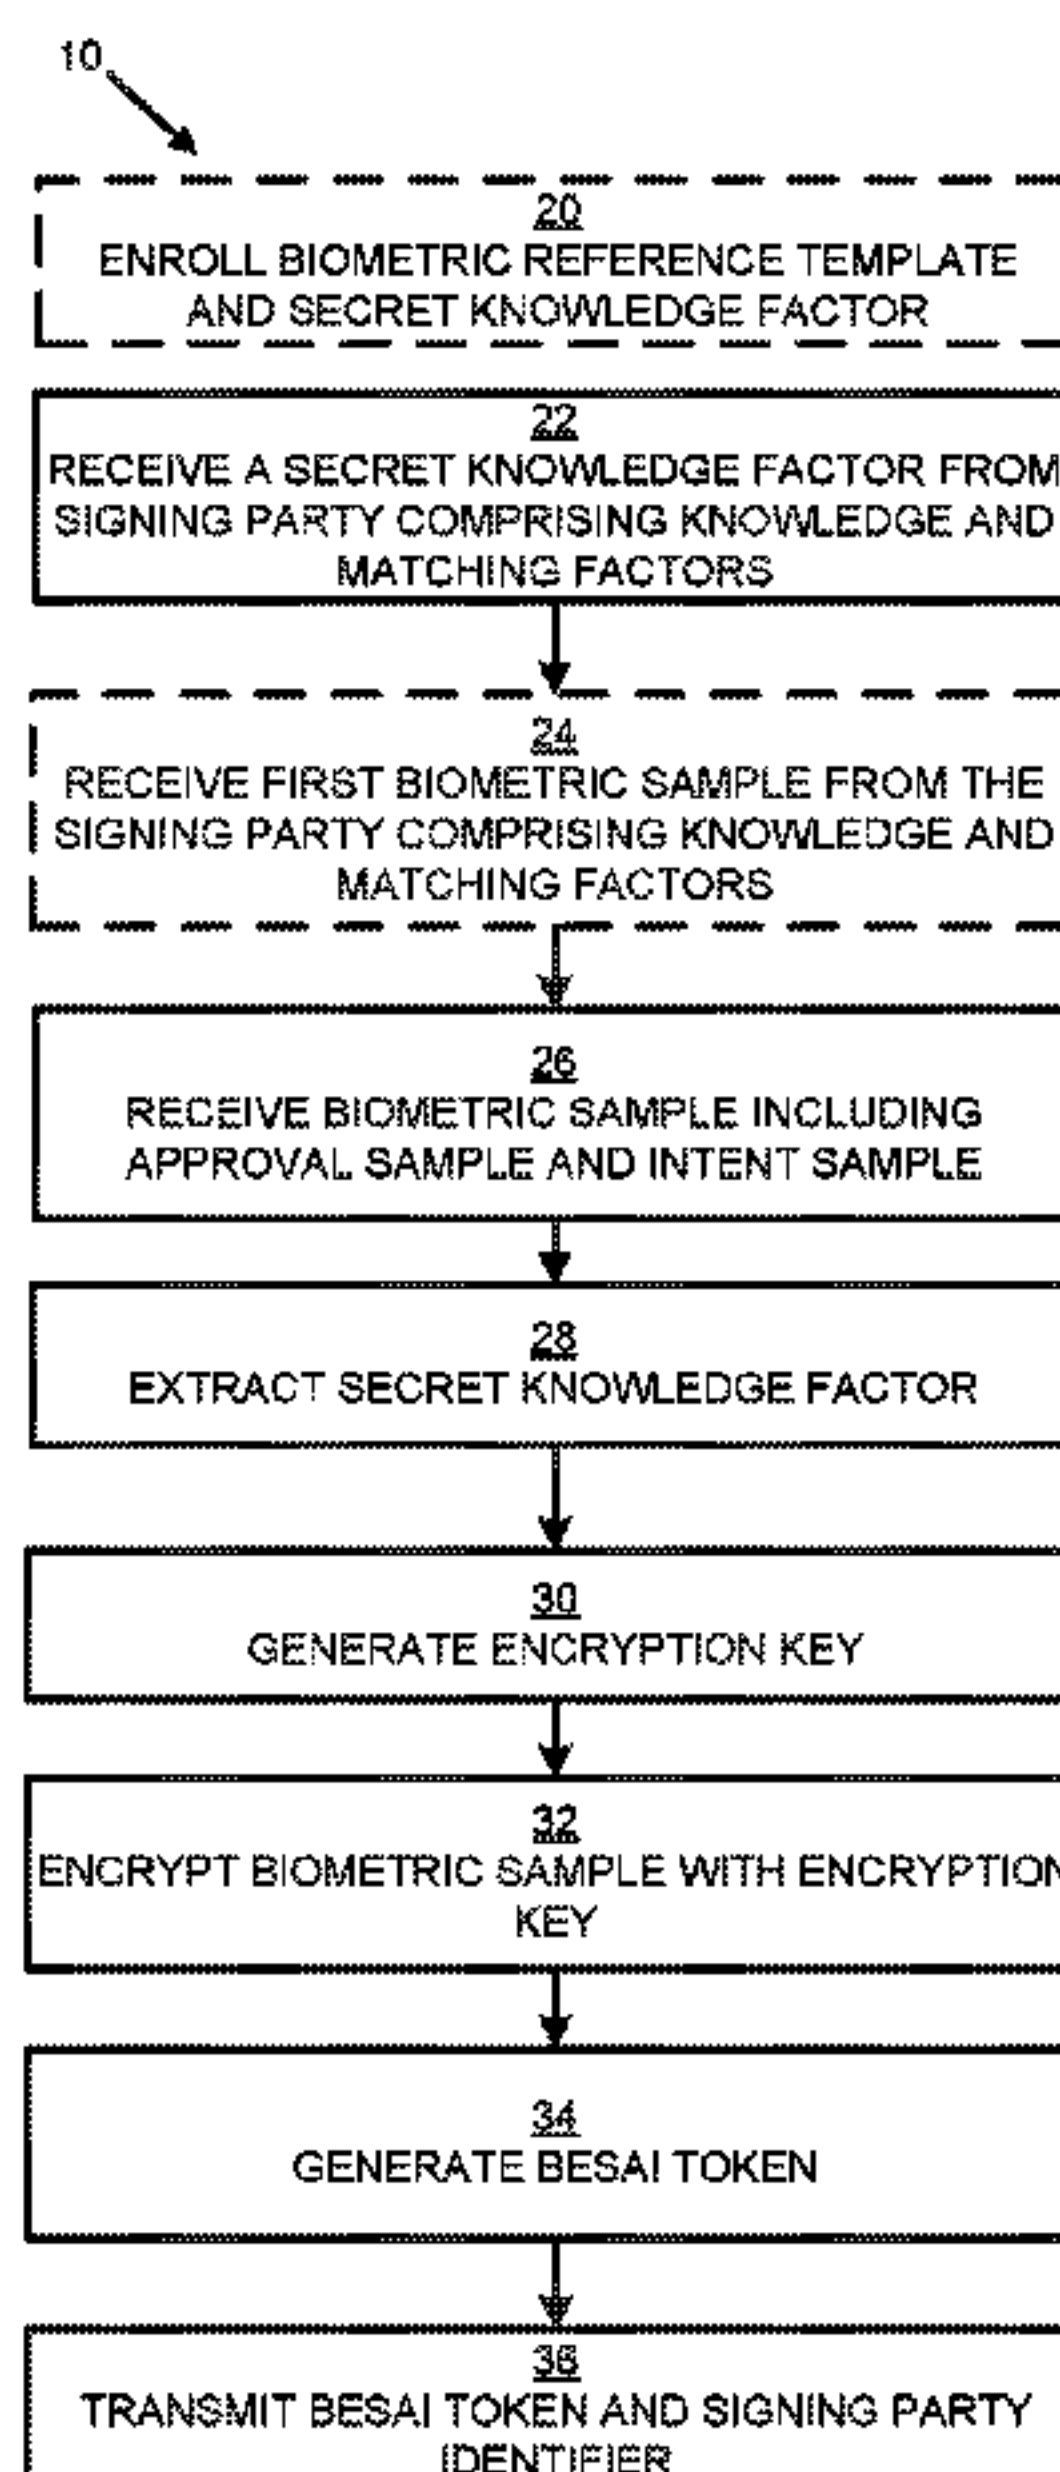 10
20
ENROLL BIOMETRIC REFERENCE TEMPLATE
AND SECRET KNOWLEDGE FACTOR
22
RECEIVE A SECRET KNOWLEDGE FACTOR FROM
SIGNING PARTY COMPRISING KNOWLEDGE AND
MATCHING FACTORS
24
RECEIVE FIRST BIOMETRIC SAMPLE FROM THE
SIGNING PARTY COMPRISING KNOWLEDGE AND
MATCHING FACTORS
26
RECEIVE BIOMETRIC SAMPLE INCLUDING
APPROVAL SAMPLE AND INTENT SAMPLE
28
EXTRACT SECRET KNOWLEDGE FACTOR
30
GENERATE ENCRYPTION KEY
32
ENCRYPT BIOMETRIC SAMPLE WITH ENCRYPTION
KEY
34
GENERATE BESAI TOKEN
36
TRANSMIT BESAI TOKEN AND SIGNING PARTY
IDENTIFIER